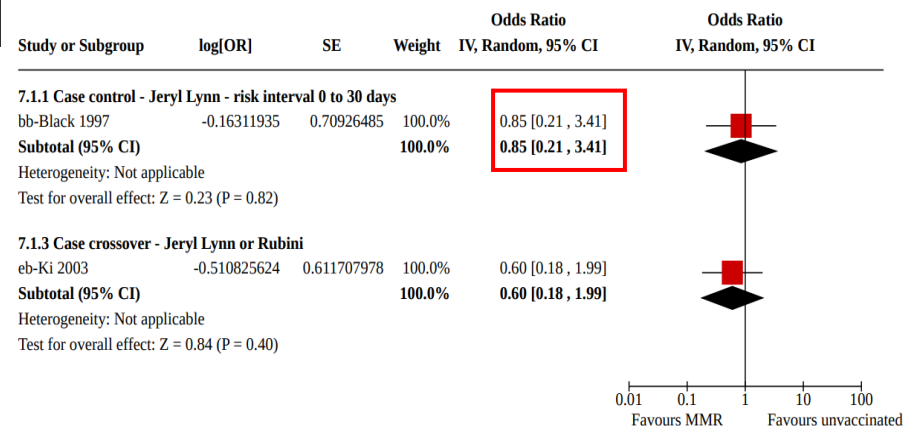 Odds Ratio Odds Ratio
Study or Subgroup log[OR] SE Weight IV, Random, 95% CI IV, Random, 95% CI
7.1.1 Case control - Jeryl Lynn - risk interval 0 to 30 days
bb-Black 1997 -0.16311935 0.70926485 100.0% 0.85 [0.21 , 3.41]
Subtotal (95% CI) 100.0% 0.85 [0.21 , 3.41]
Heterogeneity: Not applicable
Test for overall effect: Z = 0.23 (P = 0.82)
7.1.3 Case crossover - Jeryl Lynn or Rubini
eb-Ki 2003 -0.510825624 0.611707978 100.0% 0.60 [0.18 , 1.99]
Subtotal (95% CI) 100.0% 0.60 [0.18 , 1.99]
Heterogeneity: Not applicable
Test for overall effect: Z = 0.84 (P = 0.40)
0.01 0.1 1 10 100
Favours MMR Favours unvaccinated